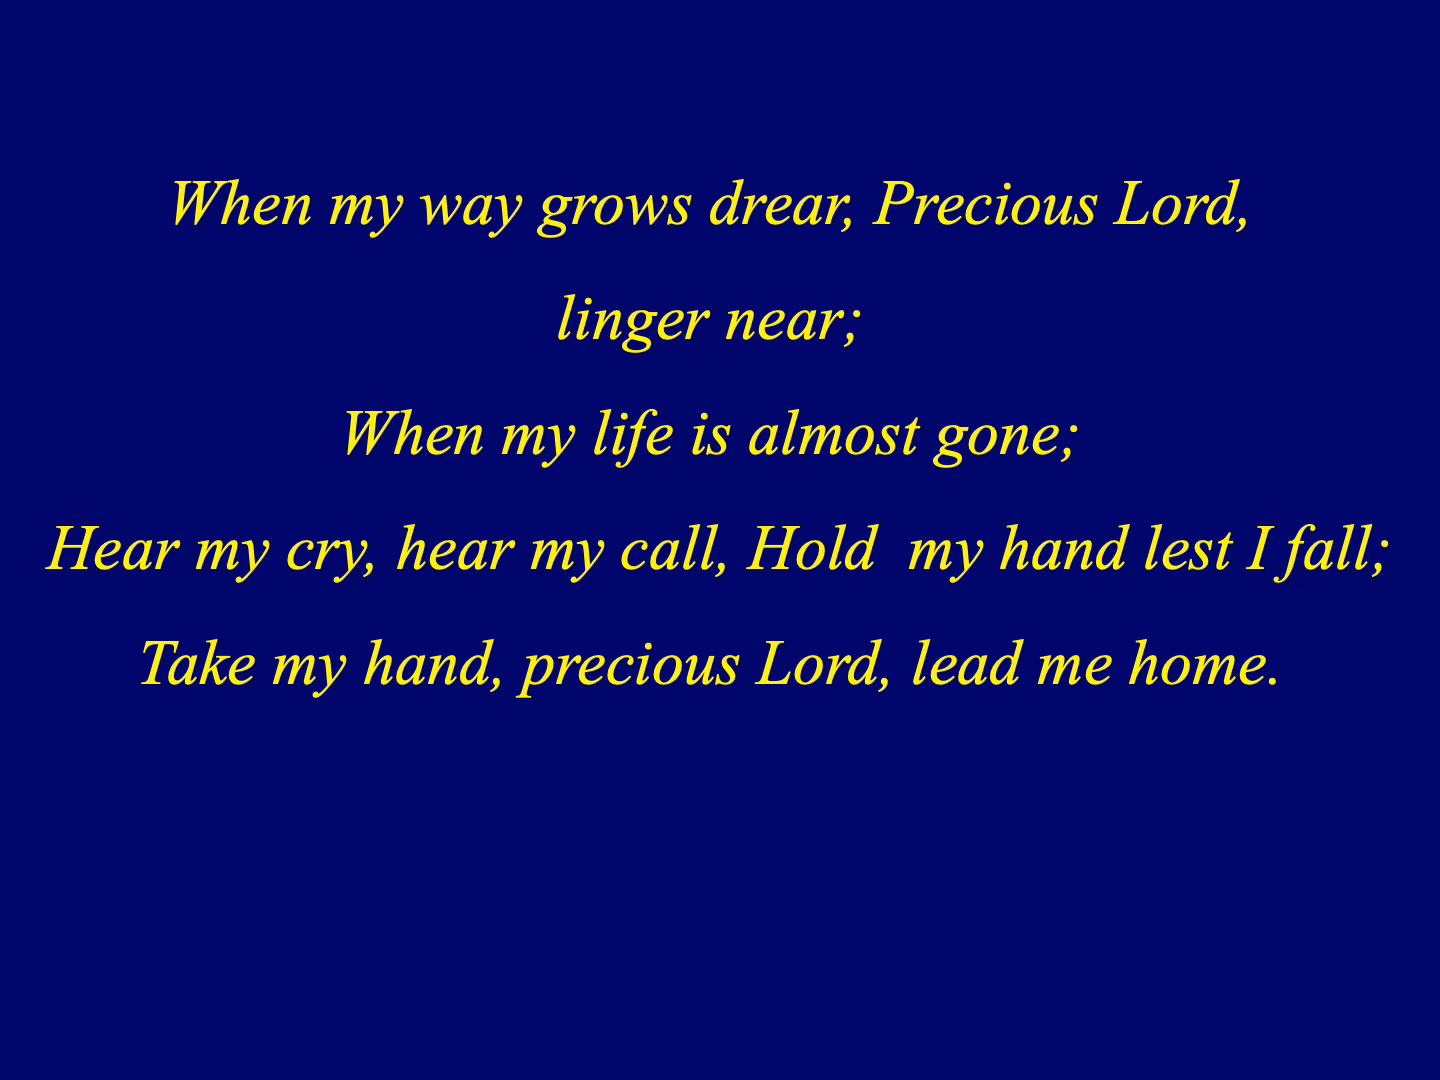 When my way grows drear, Precious Lord,
linger near;
When my life is almost gone;
Hear my cry, hear my call, Hold  my hand lest I fall;
Take my hand, precious Lord, lead me home.